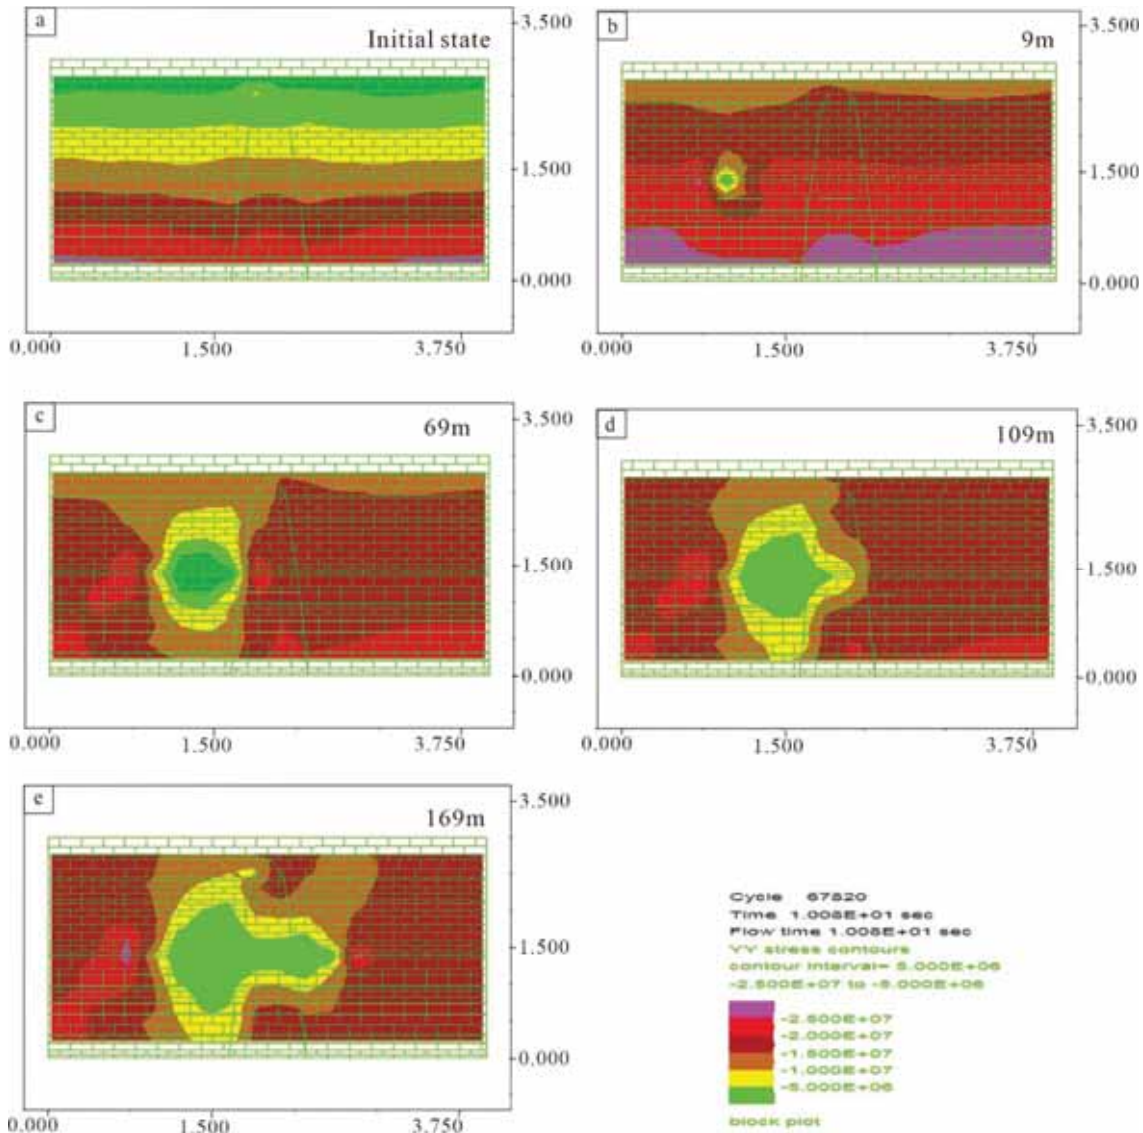 a
Initial state
3.500
1.500
0.000
0.000 1.500 3.750
b
9m
3.500
1.500
0.000
0.000 1.500 3.750
c
69m
3.500
1.500
0.000
0.000 1.500 3.750
d
109m
3.500
1.500
0.000
0.000 1.500 3.750
e
169m
3.500
1.500
0.000
0.000 1.500 3.750
Cycle 67820
Time 1.008E+01 sec
Flow time 1.008E+01 sec
YY stress contours
contour interval= 5.000E+06
-2.500E+07 to -5.000E+06
-2.500E+07
-2.000E+07
-1.500E+07
-1.000E+07
-5.000E+06
block plot